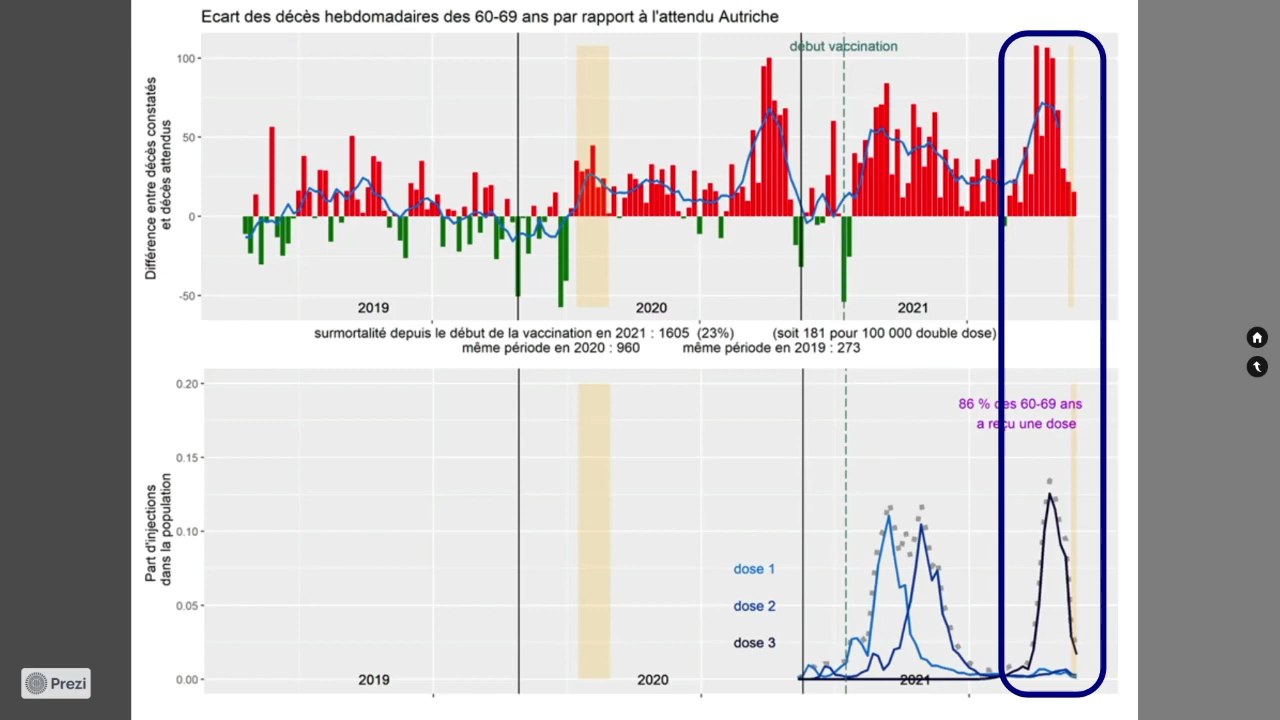 Ecart des décès hebdomadaires des 60-69 ans par rapport à l'attendu Autriche
début vaccination
Différence entre décès constatés
et décès attendus
100
50
0
-50
2019
2020
2021
surmortalité depuis le début de la vaccination en 2021 : 1605 (23%) (soit 181 pour 100 000 double dose)
même période en 2020 : 960 même période en 2019 : 273
Part d'injections
dans la population
0.20
0.15
0.10
0.05
0.00
86 % des 60-69 ans
a reçu une dose
dose 1
dose 2
dose 3
2019
2020
2021
Prezi